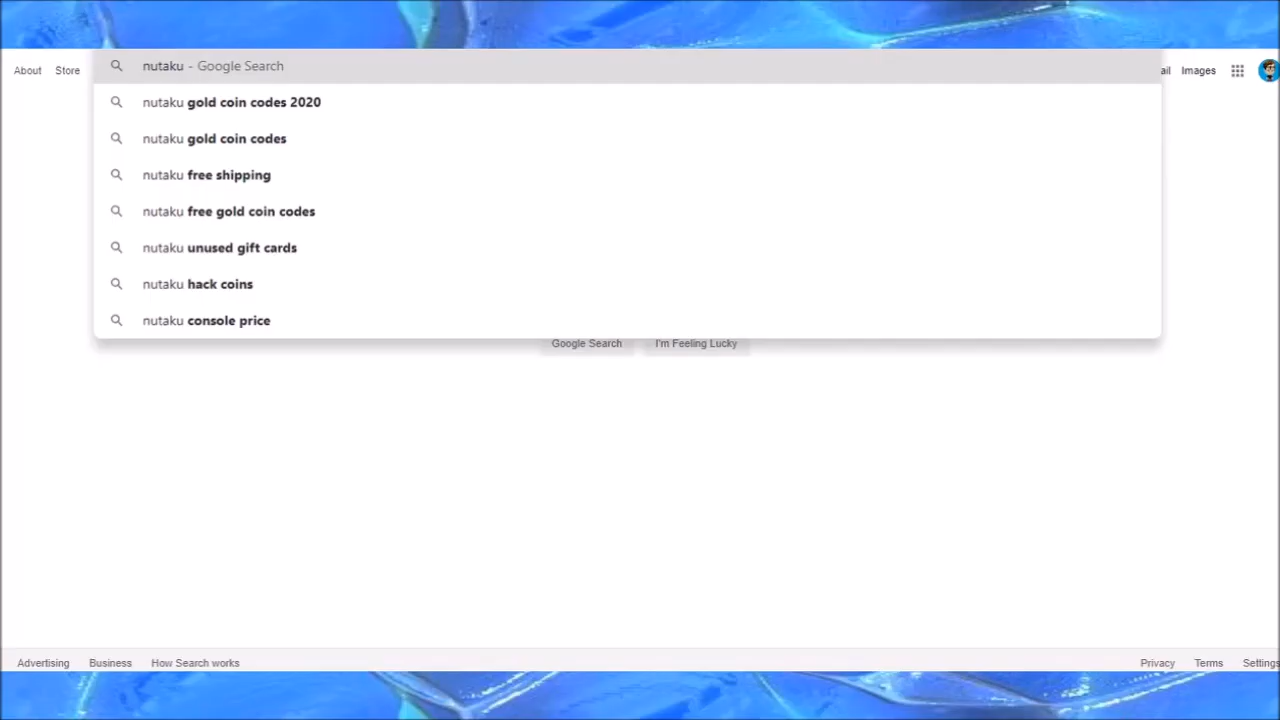 nutaku - Google Search
About Store
ail Images
nutaku gold coin codes 2020
nutaku gold coin codes
nutaku free shipping
nutaku free gold coin codes
nutaku unused gift cards
nutaku hack coins
nutaku console price
Google Search I'm Feeling Lucky
Advertising Business How Search works
Privacy Terms Settings